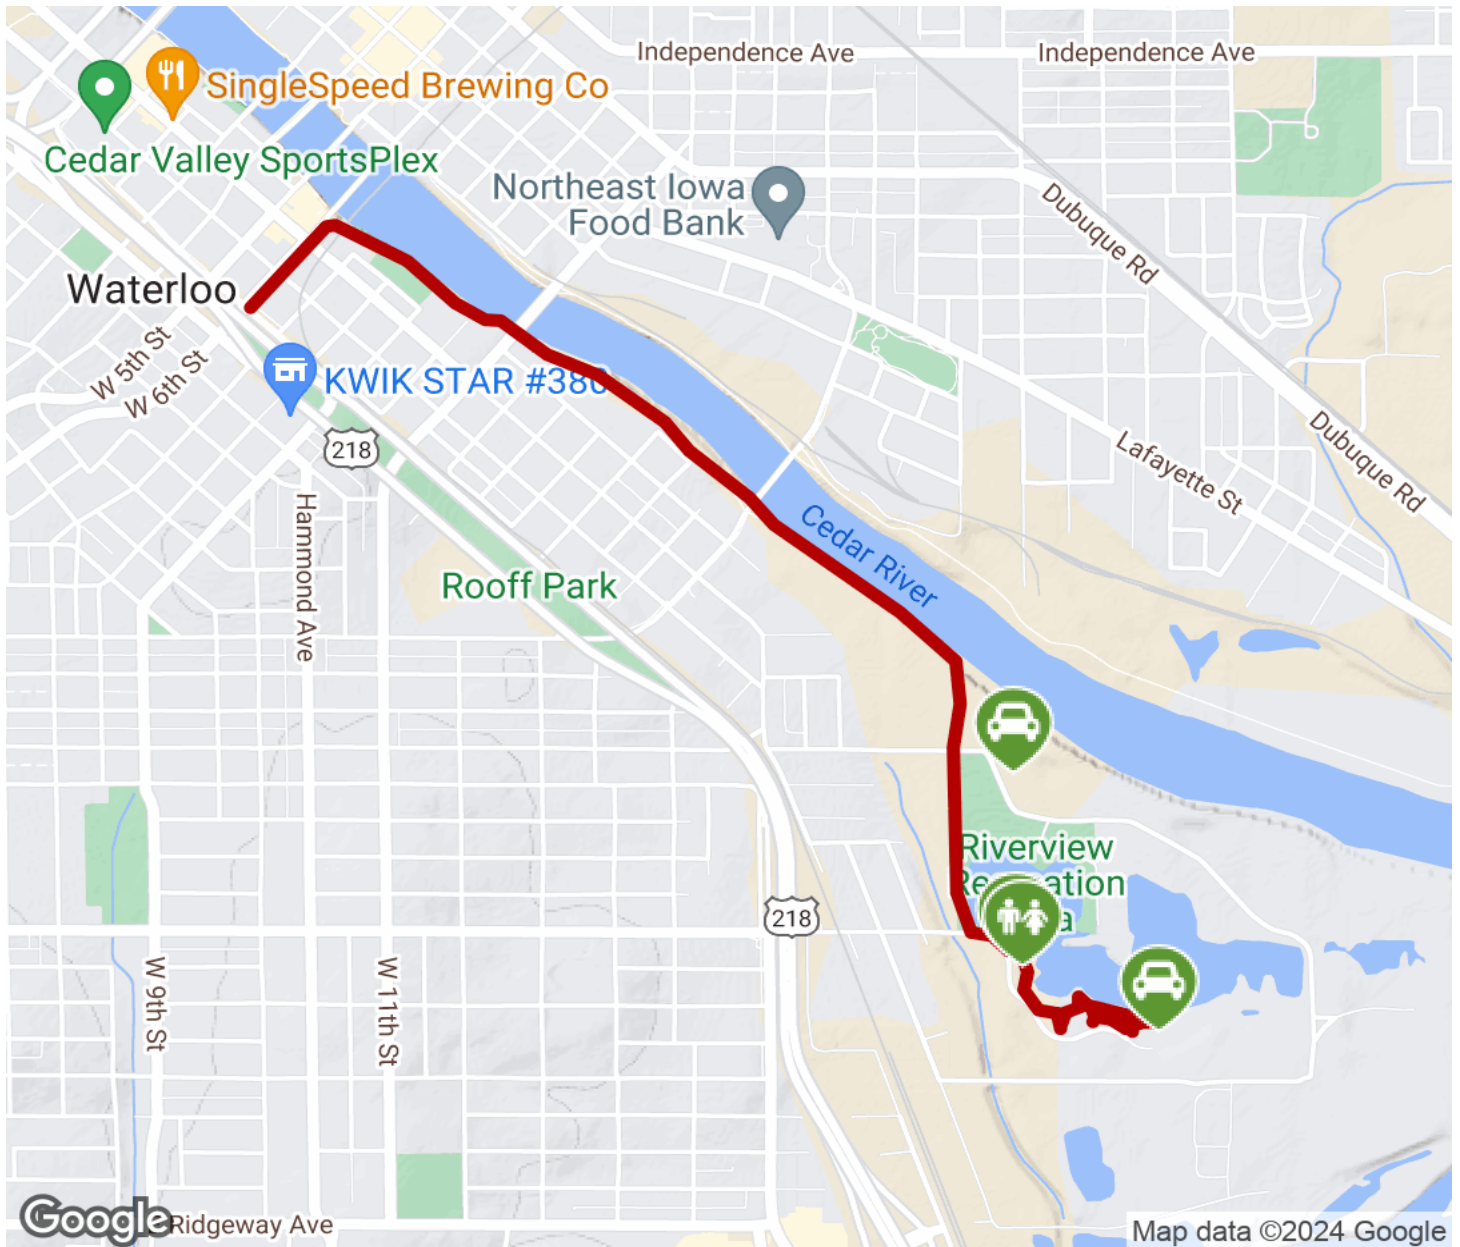 Independence Ave
Independence Ave
SingleSpeed Brewing Co
Cedar Valley SportsPlex
Northeast Iowa
Food Bank
Dubuque Rd
Waterloo
W 5th St
W 6th St
KWIK STAR #380
218
Dubuque Rd
Lafayette St
Hammond Ave
Cedar River
Rooff Park
Riverview
218
W 9th St
W 11th St
Google
Ridgeway Ave
Map data ©2024 Google